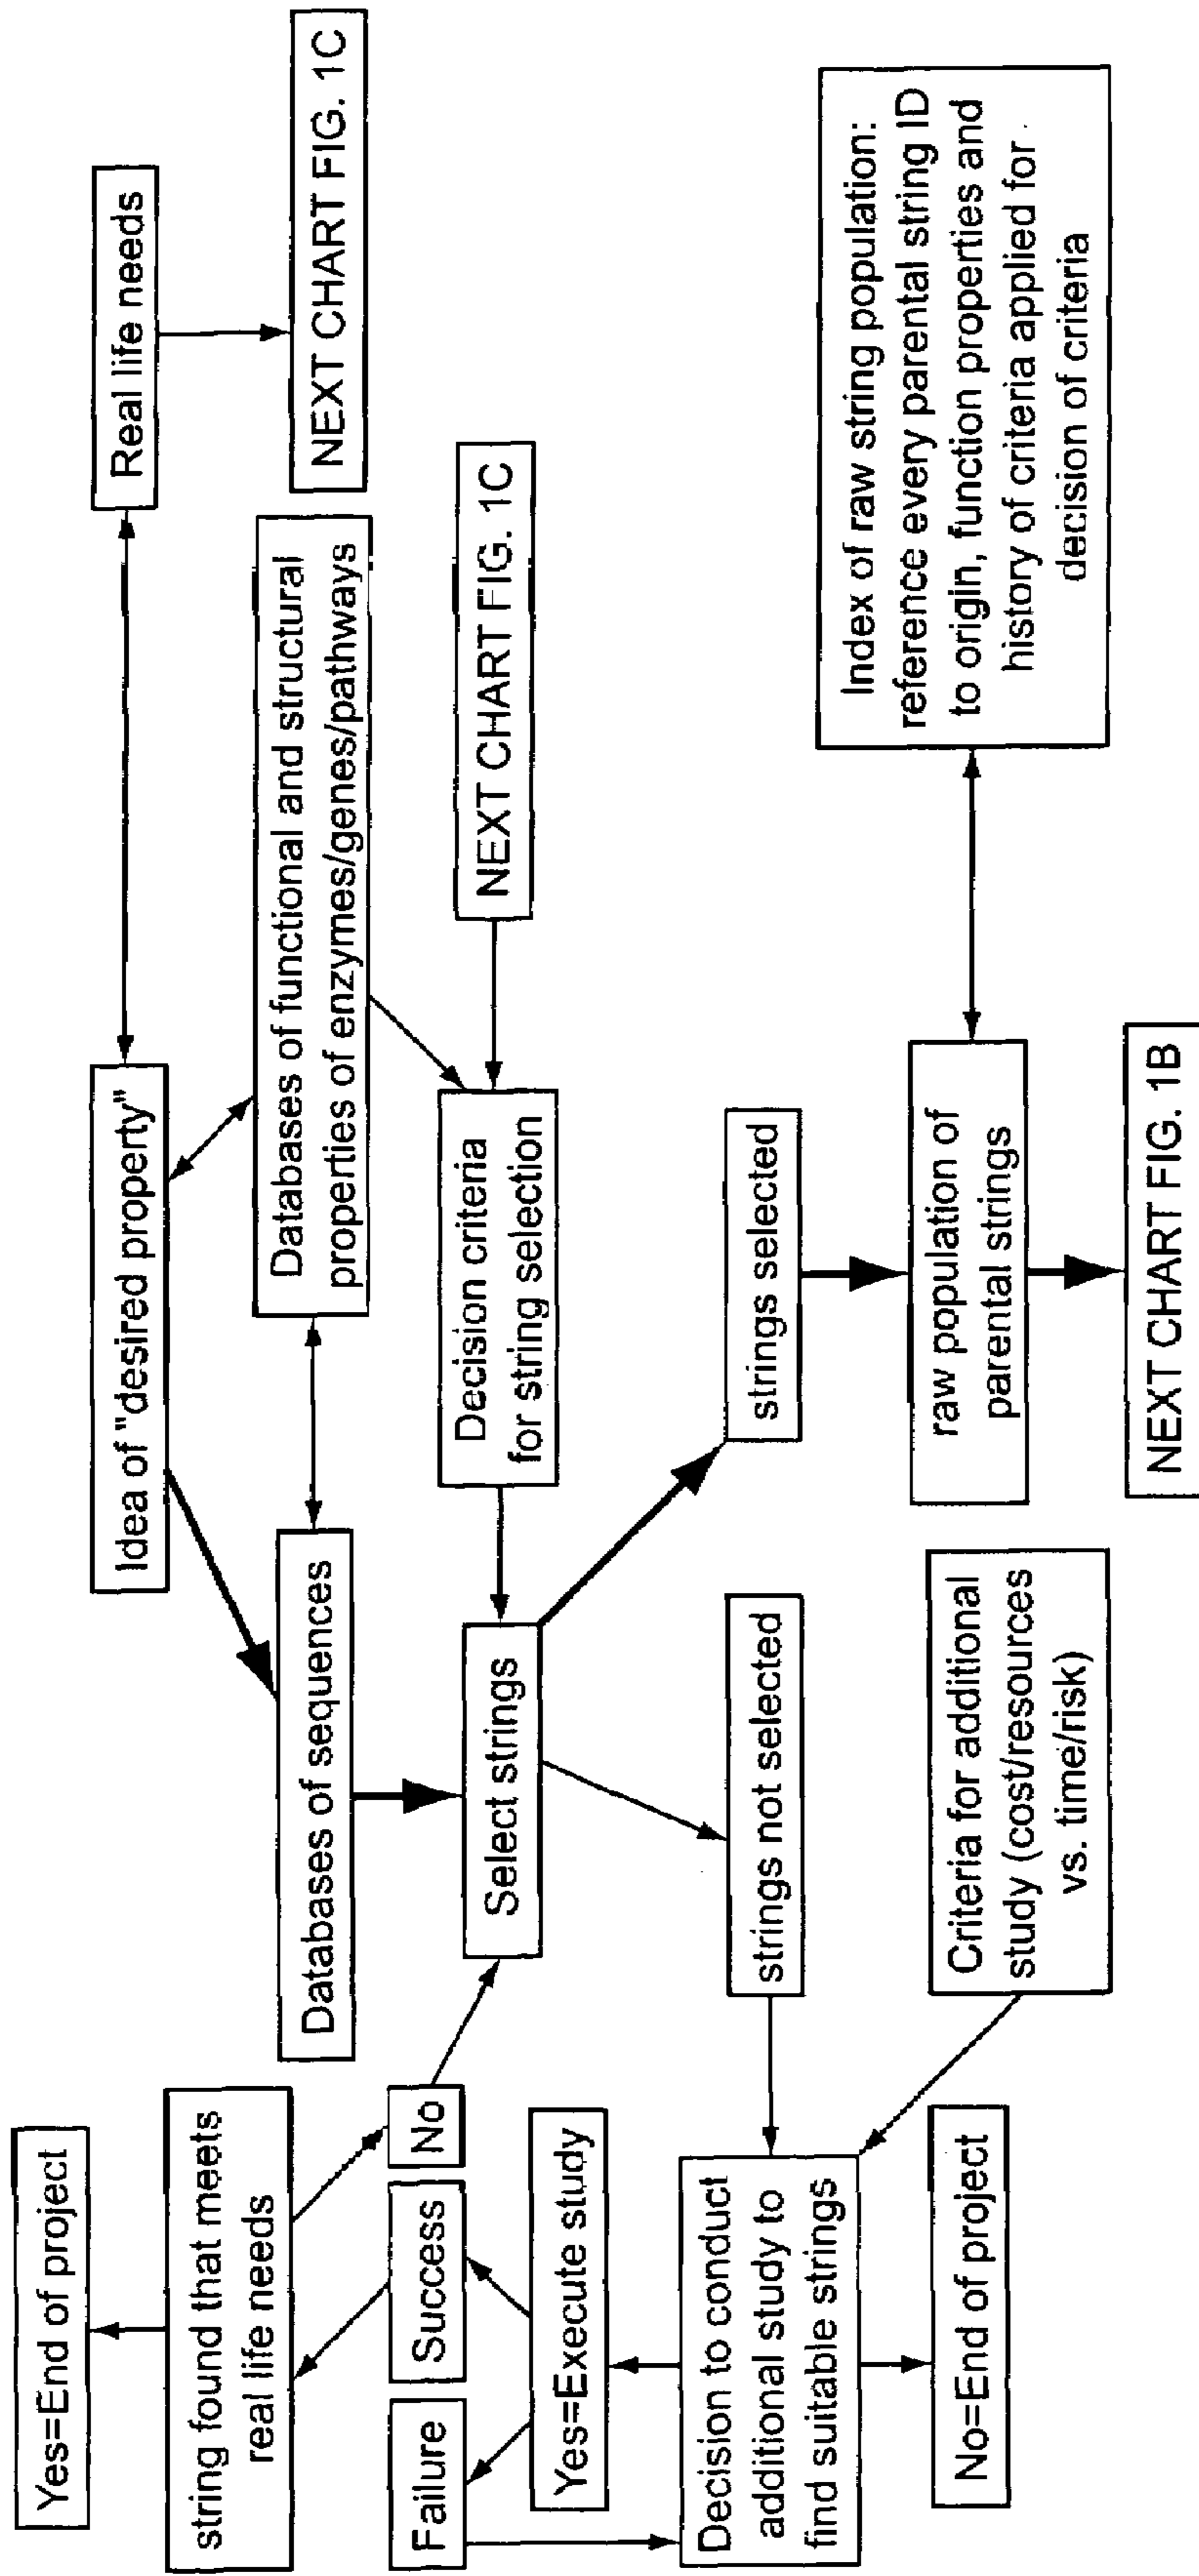 Yes=End of project
string found that meets
real life needs
Idea of "desired property"
Real life needs
Databases of sequences
Databases of functional and structural
properties of enzymes/genes/pathways
NEXT CHART FIG. 1C
Failure
Success
No
Select strings
Decision criteria
for string selection
NEXT CHART FIG. 1C
Yes=Execute study
Decision to conduct
additional study to
find suitable strings
strings not selected
strings selected
No=End of project
Criteria for additional
study (cost/resources
vs. time/risk)
raw population of
parental strings
Index of raw string population:
reference every parental string ID
to origin, function properties and
history of criteria applied for
decision of criteria
NEXT CHART FIG. 1B